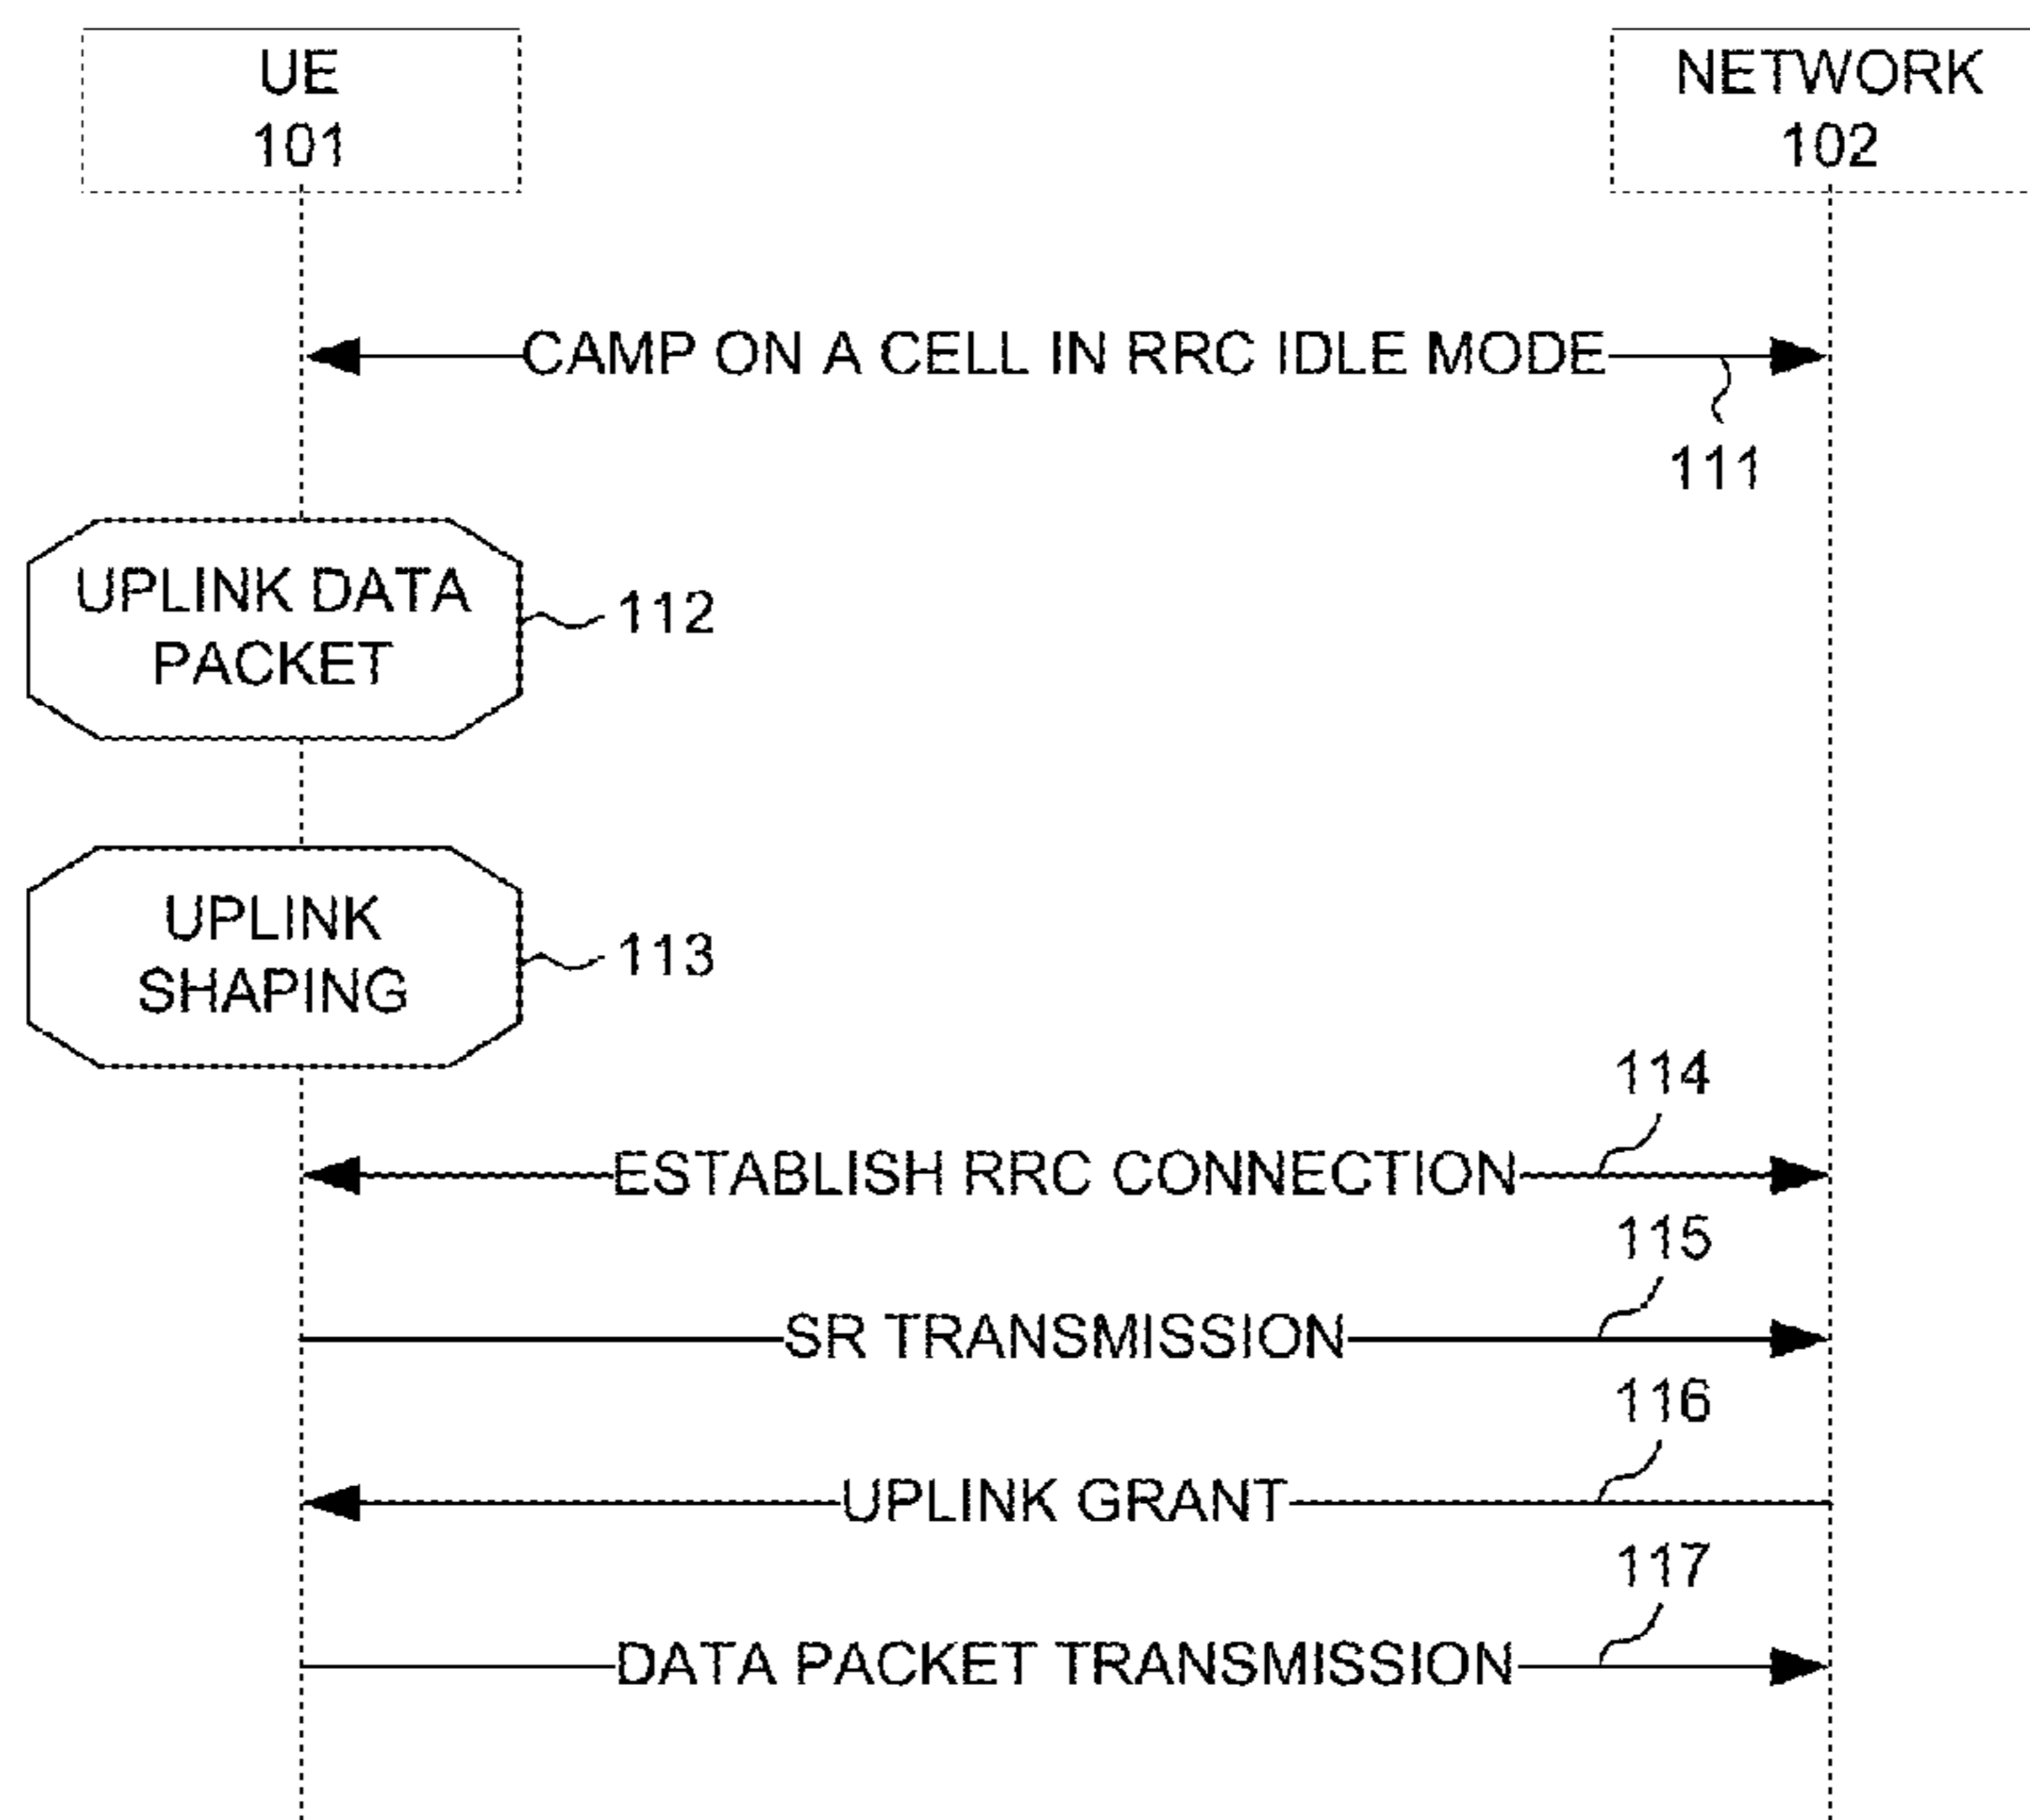 UE
101
NETWORK
102
CAMP ON A CELL IN RRC IDLE MODE
111
UPLINK DATA
PACKET
112
UPLINK
SHAPING
113
114
ESTABLISH RRC CONNECTION
115
SR TRANSMISSION
116
UPLINK GRANT
117
DATA PACKET TRANSMISSION